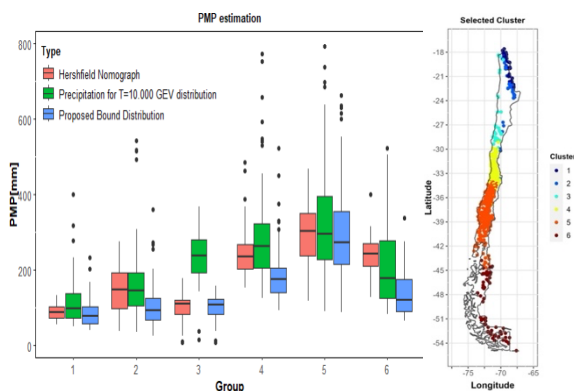 PMP estimation
Type
Hershfield Nomograph
Precipitation for T=10.000 GEV distribution
Proposed Bound Distribution
PMP[mm]
800
600
400
200
0
1 2 3 4 5 6
Group
Selected Cluster
Latitude
-18
-21
-24
-27
-30
-33
-36
-39
-42
-45
-48
-51
-54
-75 -70 -65
Longitude
Cluster
1
2
3
4
5
6